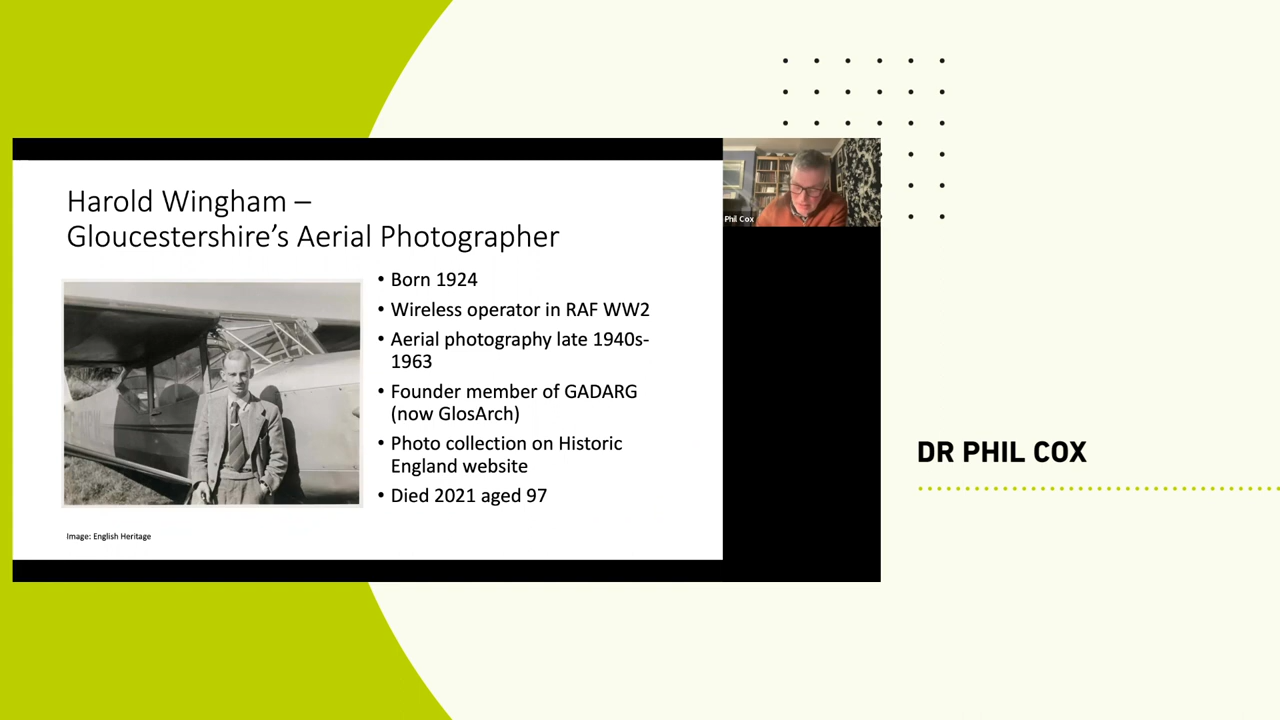 Harold Wingham –
Gloucestershire's Aerial Photographer
• Born 1924
• Wireless operator in RAF WW2
• Aerial photography late 1940s-
1963
• Founder member of GADARG
(now GlosArch)
• Photo collection on Historic
England website
• Died 2021 aged 97
Image: English Heritage
Phil Cox
DR PHIL COX